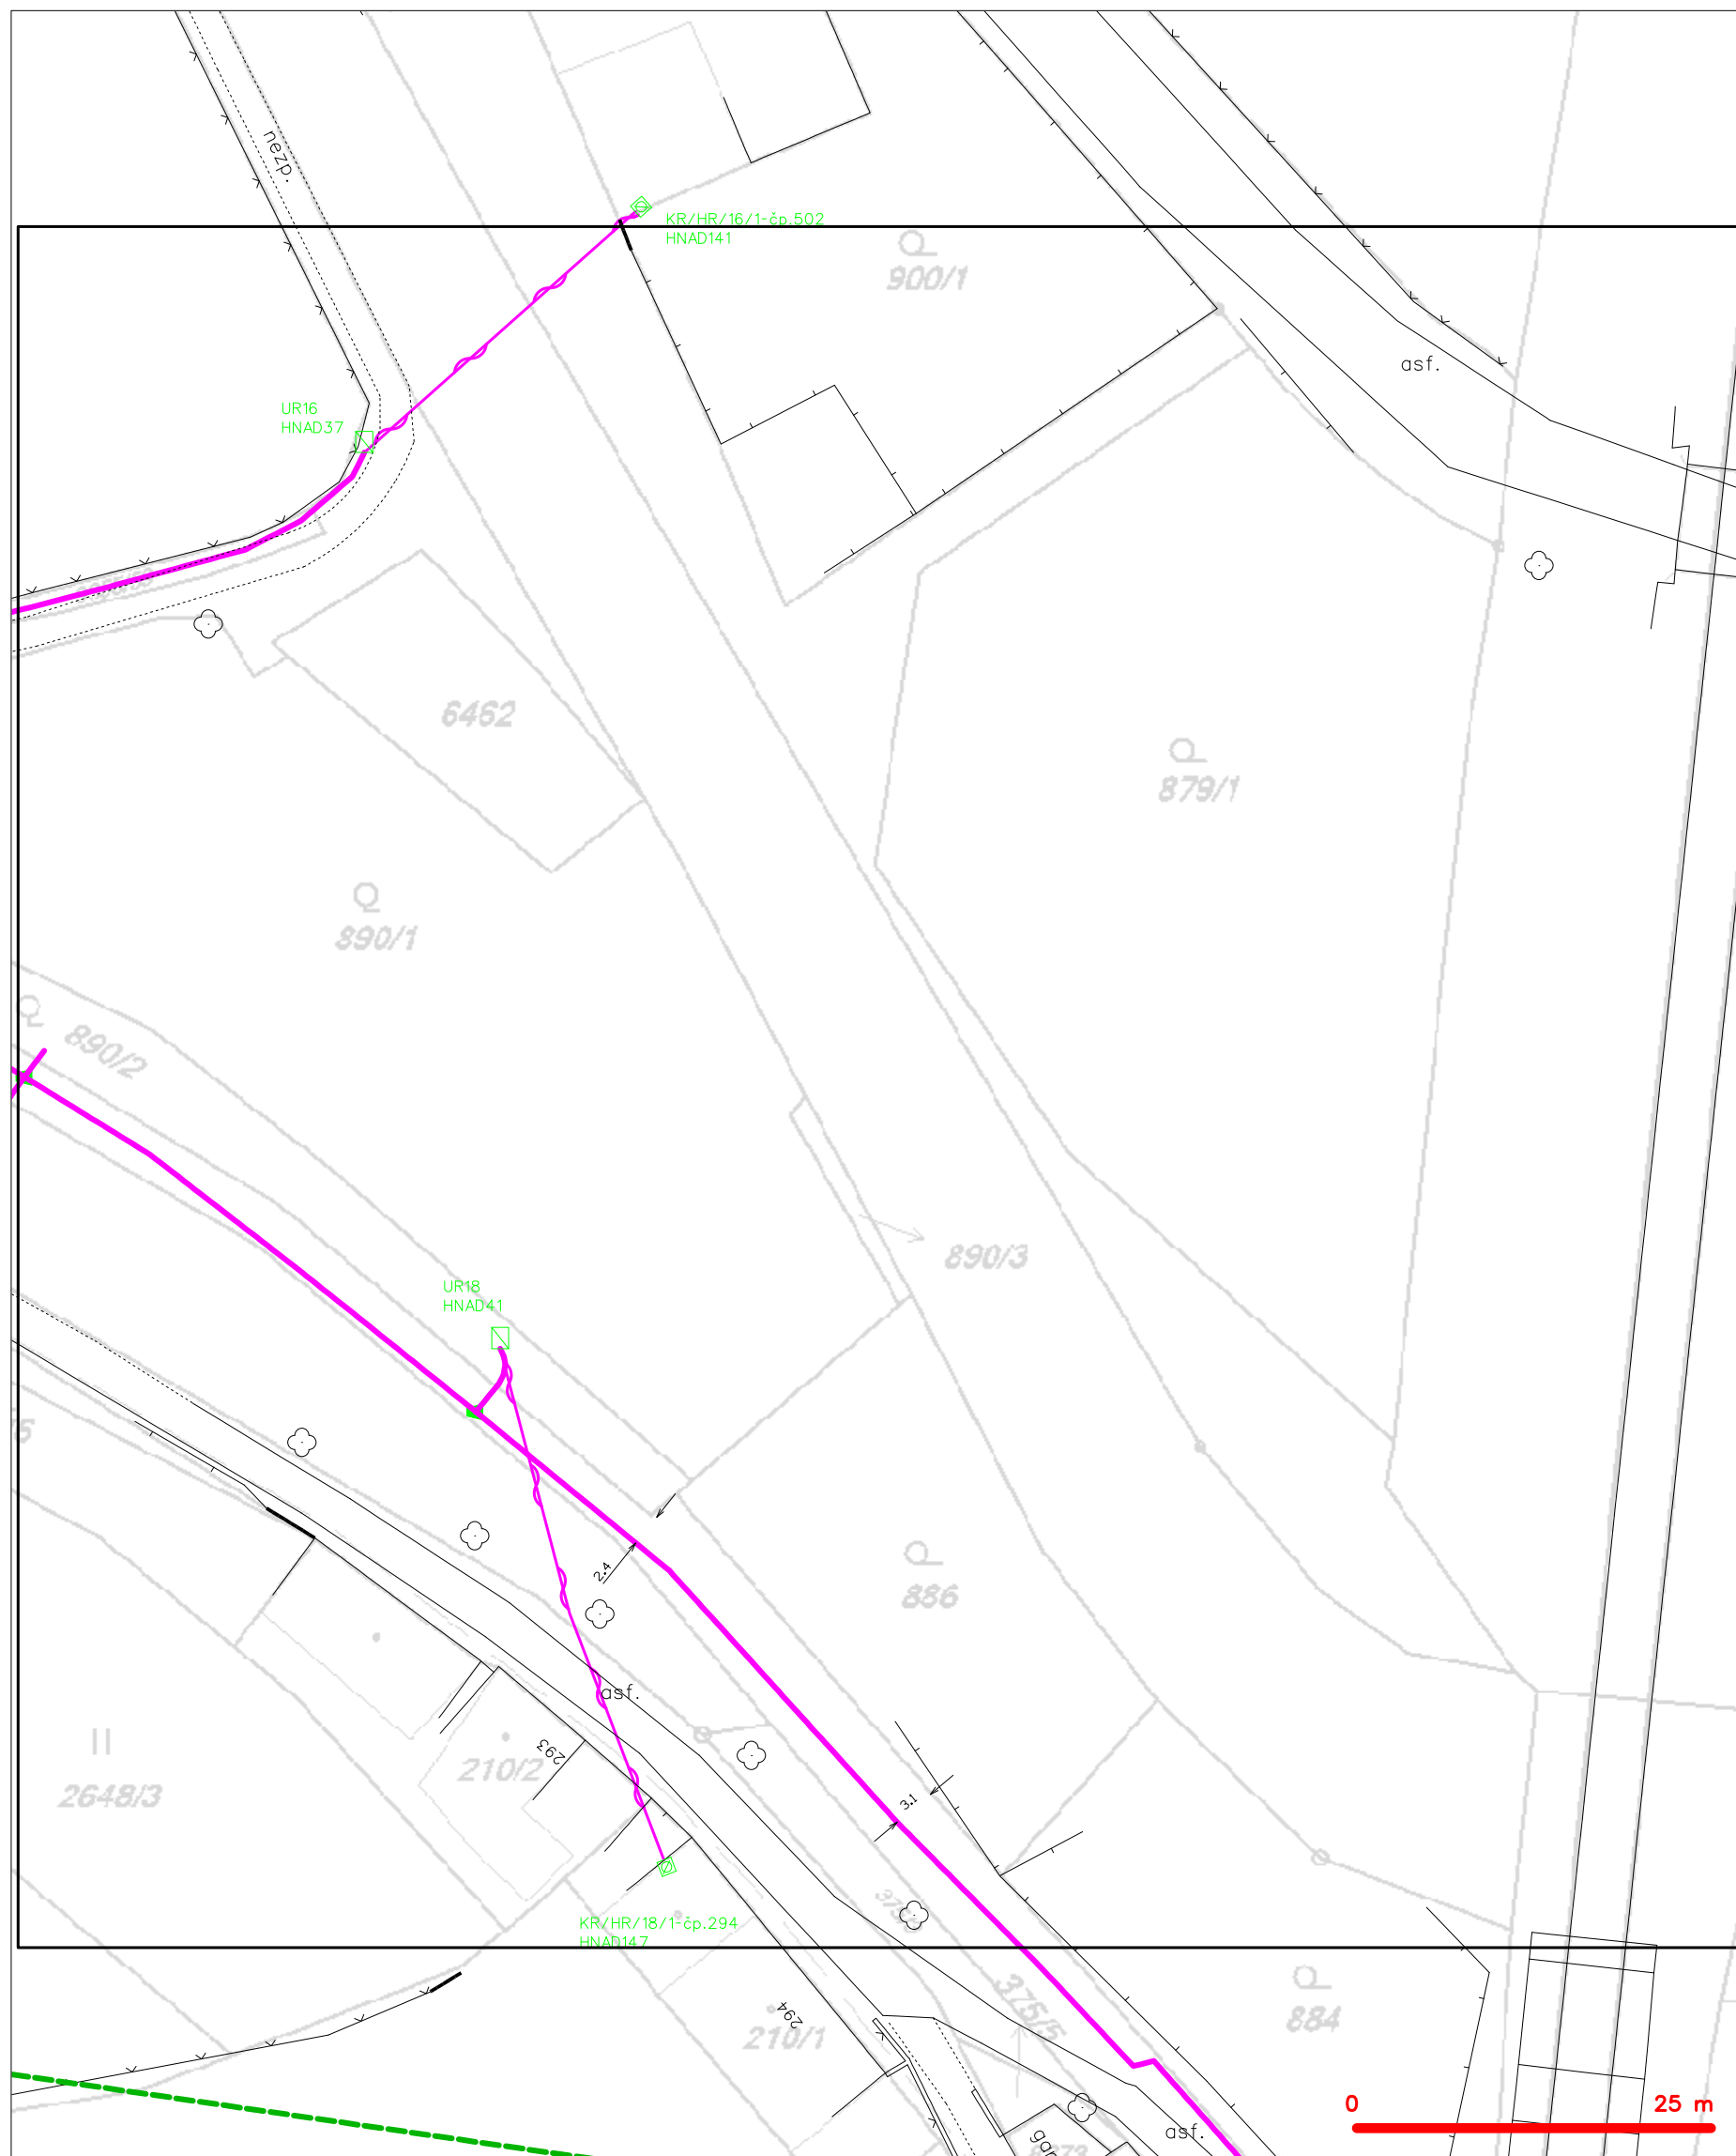 nezp.
KR/HR/16/1-čp.502
HNAD141
900/1
asf.
UR16
HNAD37
6462
879/1
890/1
890/2
890/3
UR18
HNAD41
2.4
886
asf.
293
210/2
2648/3
3.1
KR/HR/18/1-čp.294
HNAD147
375/5
294
210/1
884
0
25 m
asf.